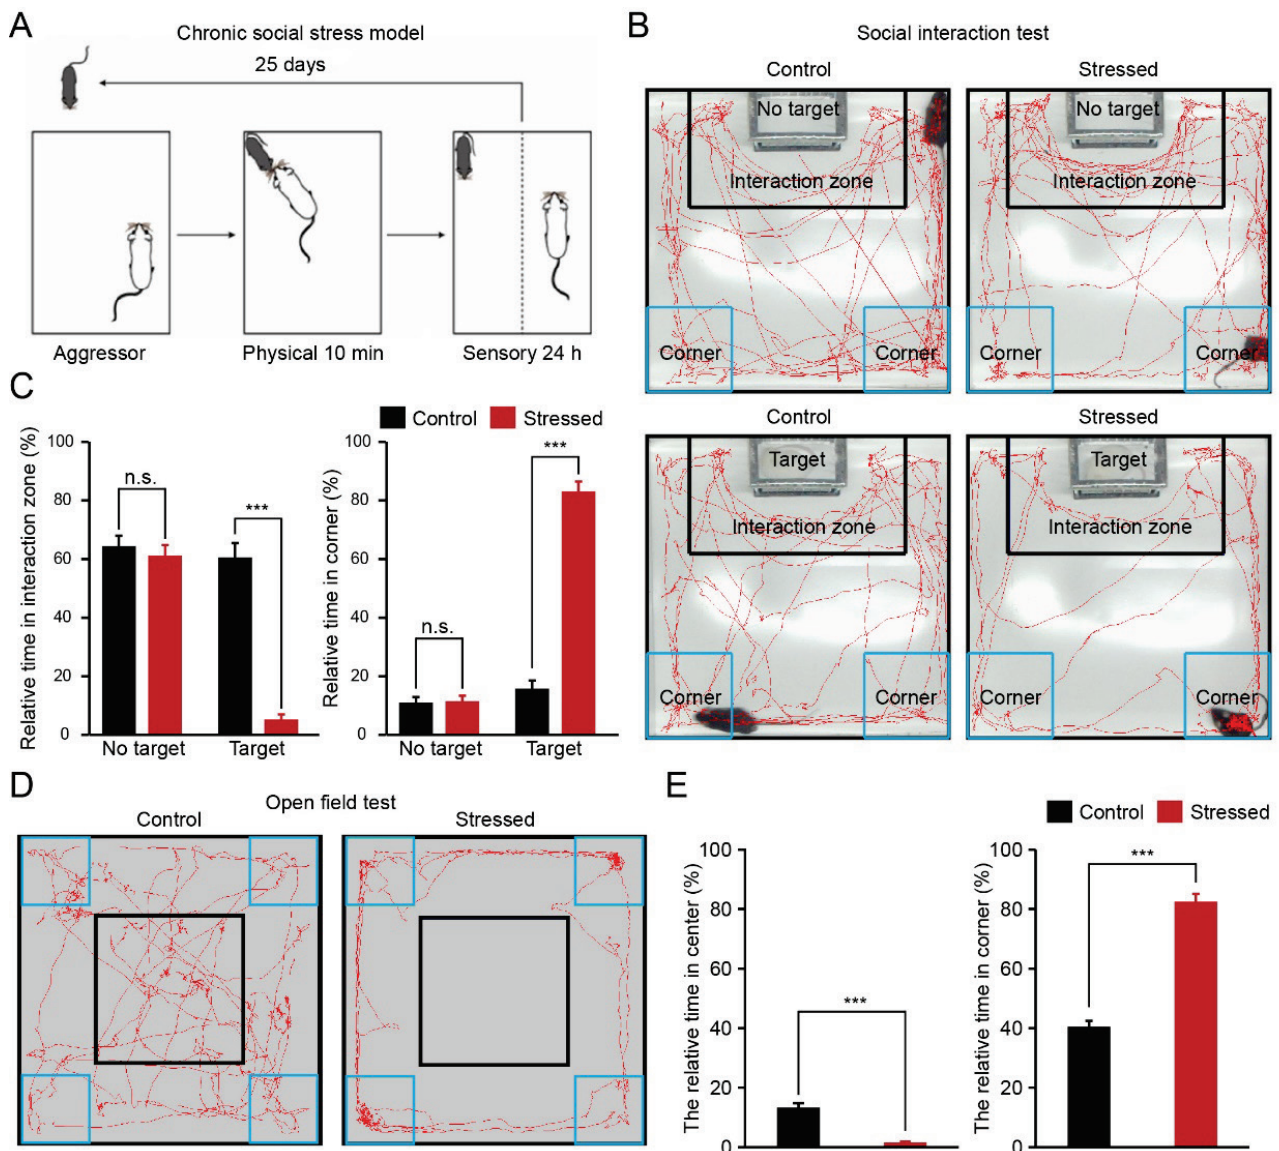 A
Chronic social stress model
25 days
Aggressor
Physical 10 min
Sensory 24 h
B
Social interaction test
Control
Stressed
No target
No target
Interaction zone
Interaction zone
Corner
Corner
Corner
Corner
Control
Stressed
Target
Target
Interaction zone
Interaction zone
Corner
Corner
Corner
Corner
C
Control
Stressed
Relative time in interaction zone (%)
100
80
60
40
20
0
n.s.
***
No target
Target
Relative time in corner (%)
100
80
60
40
20
0
n.s.
***
No target
Target
D
Open field test
Control
Stressed
E
Control
Stressed
The relative time in center (%)
100
80
60
40
20
0
***
The relative time in corner (%)
100
80
60
40
20
0
***